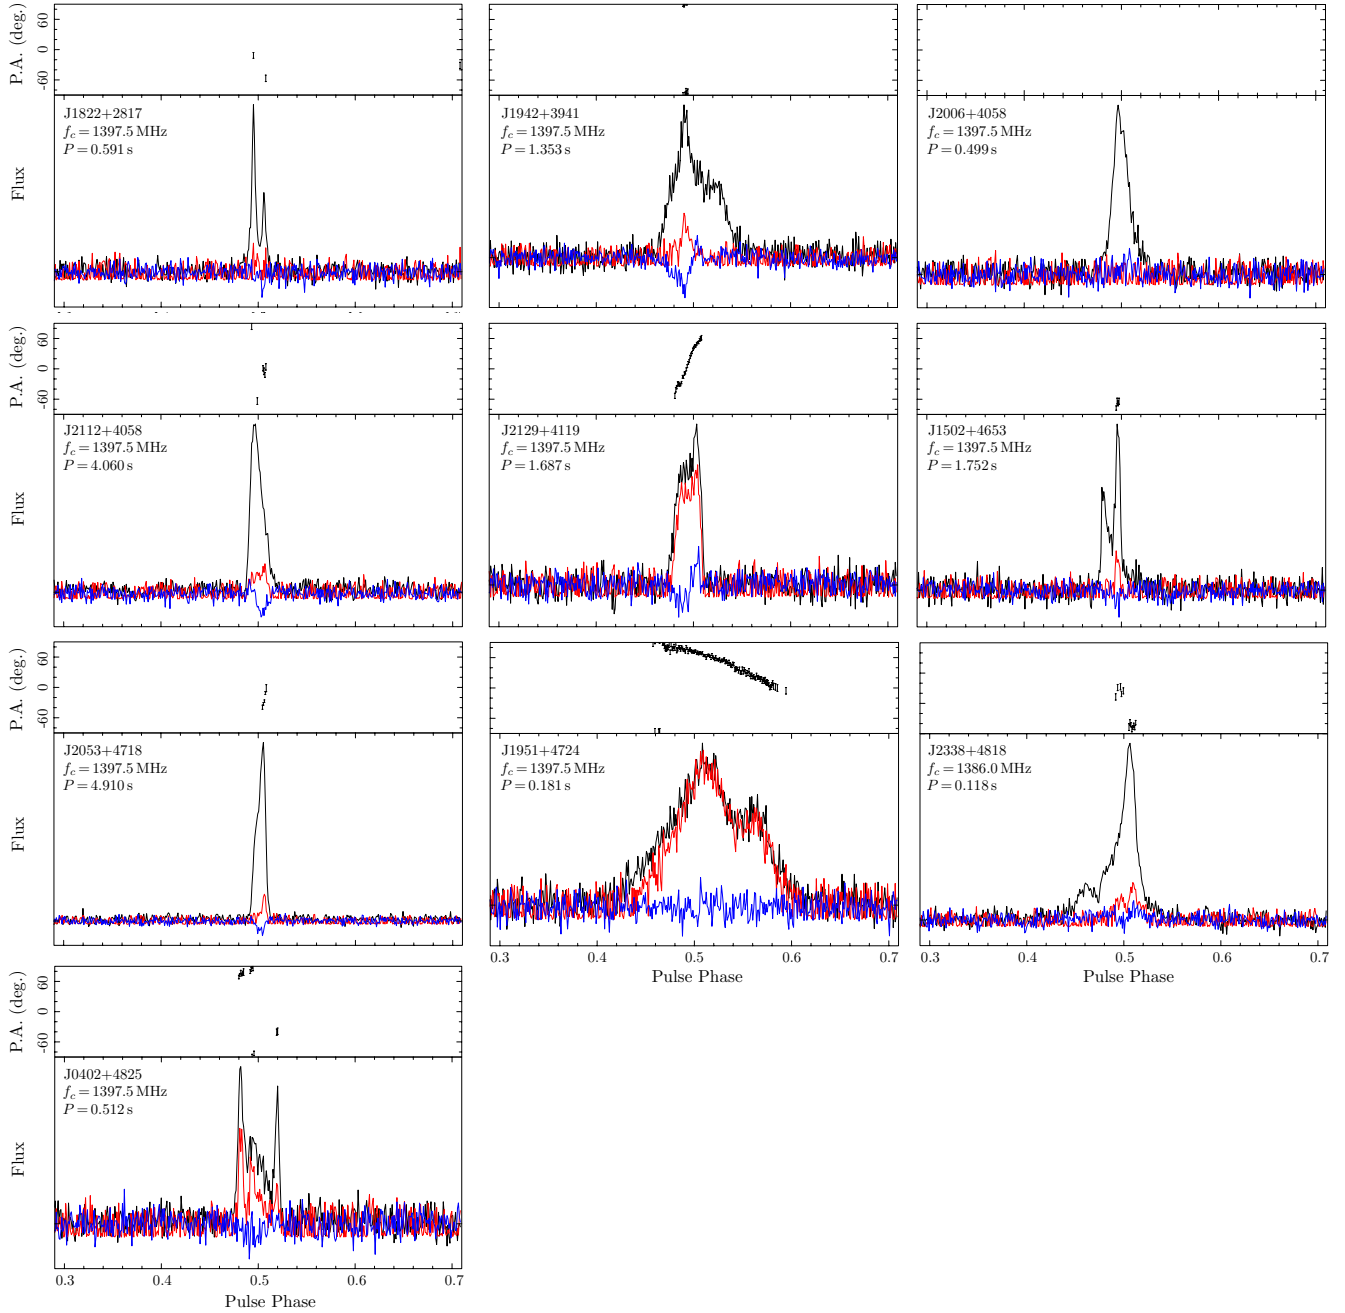 P.A. (deg.)
60
0
-60
J1822+2817
f_c = 1397.5 MHz
P = 0.591 s
Flux
J1942+3941
f_c = 1397.5 MHz
P = 1.353 s
J2006+4058
f_c = 1397.5 MHz
P = 0.499 s
P.A. (deg.)
60
0
-60
J2112+4058
f_c = 1397.5 MHz
P = 4.060 s
Flux
J2129+4119
f_c = 1397.5 MHz
P = 1.687 s
J1502+4653
f_c = 1397.5 MHz
P = 1.752 s
P.A. (deg.)
60
0
-60
J2053+4718
f_c = 1397.5 MHz
P = 4.910 s
Flux
J1951+4724
f_c = 1397.5 MHz
P = 0.181 s
0.3 0.4 0.5 0.6 0.7
Pulse Phase
J2338+4818
f_c = 1386.0 MHz
P = 0.118 s
0.3 0.4 0.5 0.6 0.7
Pulse Phase
P.A. (deg.)
60
0
-60
J0402+4825
f_c = 1397.5 MHz
P = 0.512 s
Flux
0.3 0.4 0.5 0.6 0.7
Pulse Phase